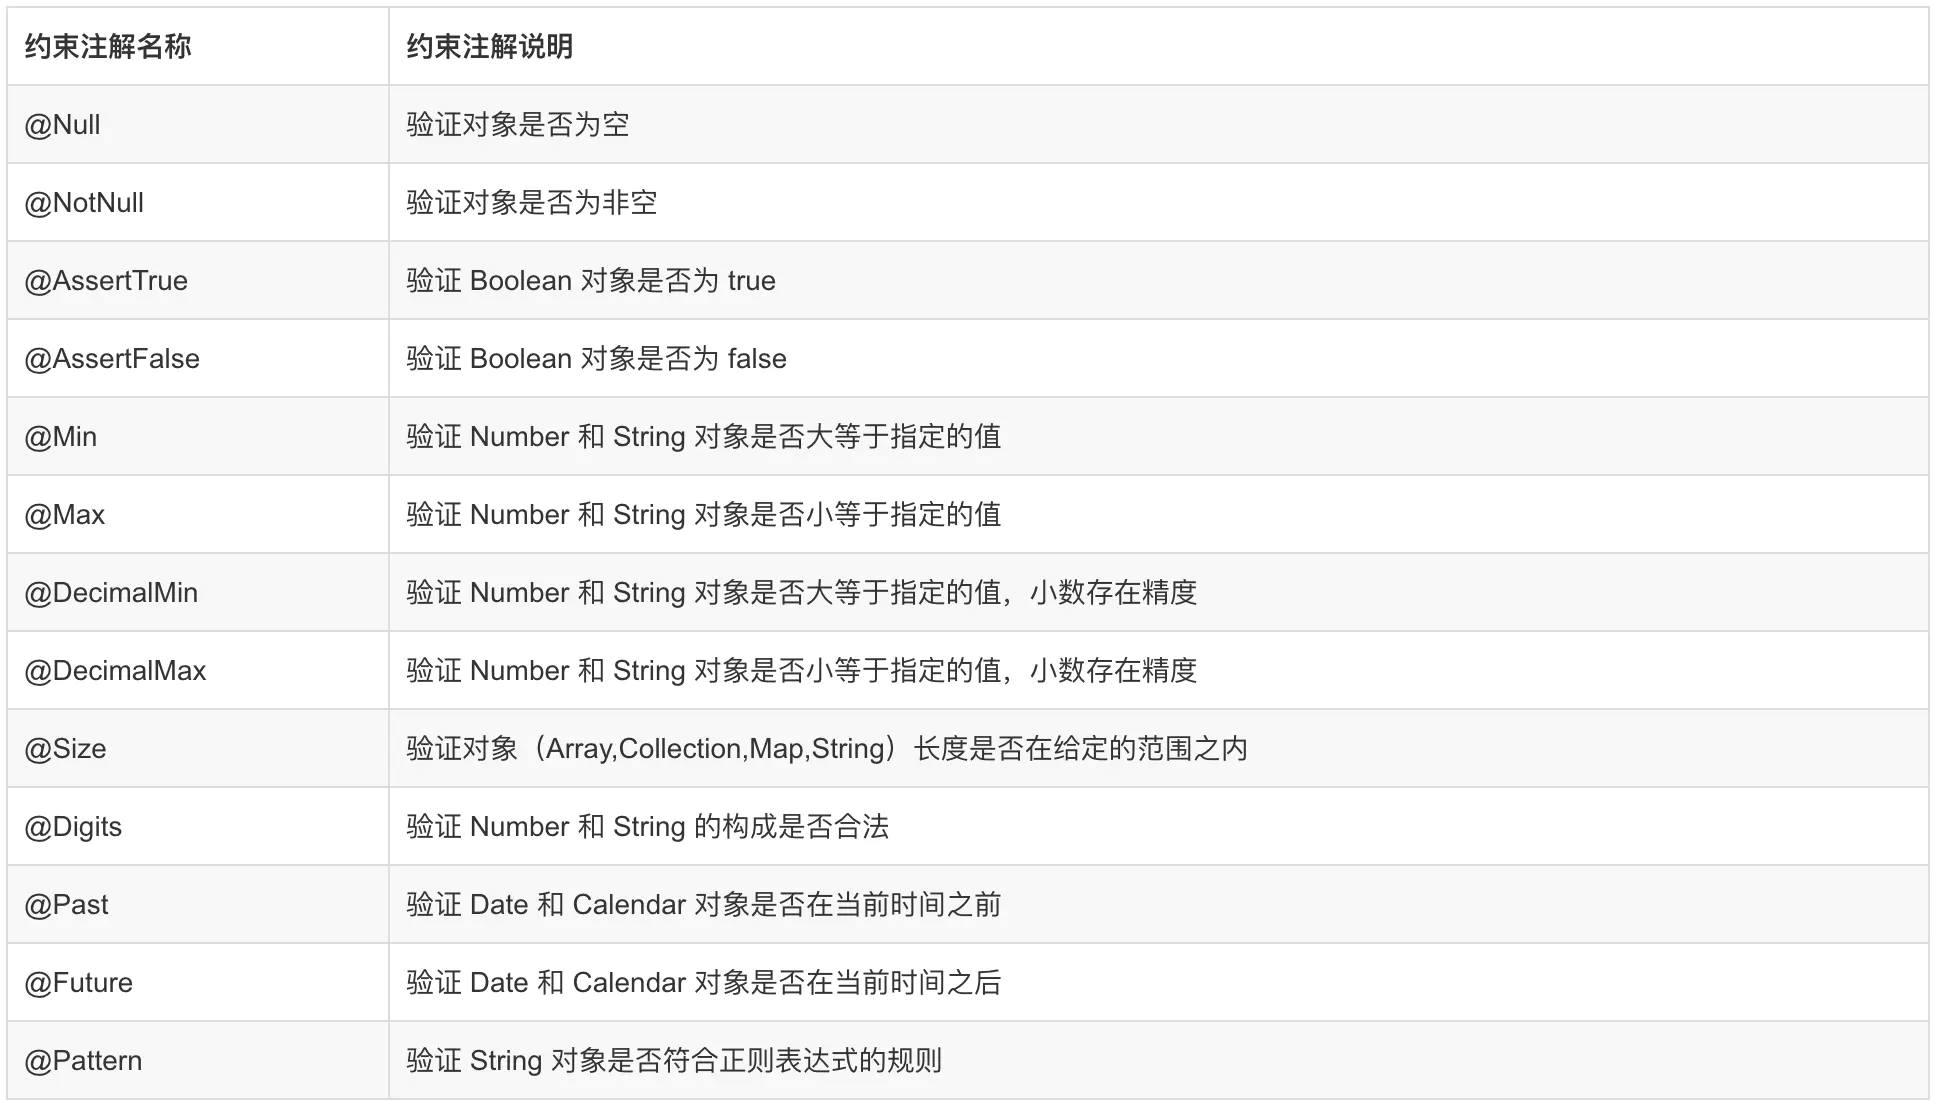 约束注解名称 约束注解说明
@Null 验证对象是否为空
@NotNull 验证对象是否为非空
@AssertTrue 验证 Boolean 对象是否为 true
@AssertFalse 验证 Boolean 对象是否为 false
@Min 验证 Number 和 String 对象是否大等于指定的值
@Max 验证 Number 和 String 对象是否小等于指定的值
@DecimalMin 验证 Number 和 String 对象是否大等于指定的值，小数存在精度
@DecimalMax 验证 Number 和 String 对象是否小等于指定的值，小数存在精度
@Size 验证对象（Array,Collection,Map,String）长度是否在给定的范围之内
@Digits 验证 Number 和 String 的构成是否合法
@Past 验证 Date 和 Calendar 对象是否在当前时间之前
@Future 验证 Date 和 Calendar 对象是否在当前时间之后
@Pattern 验证 String 对象是否符合正则表达式的规则